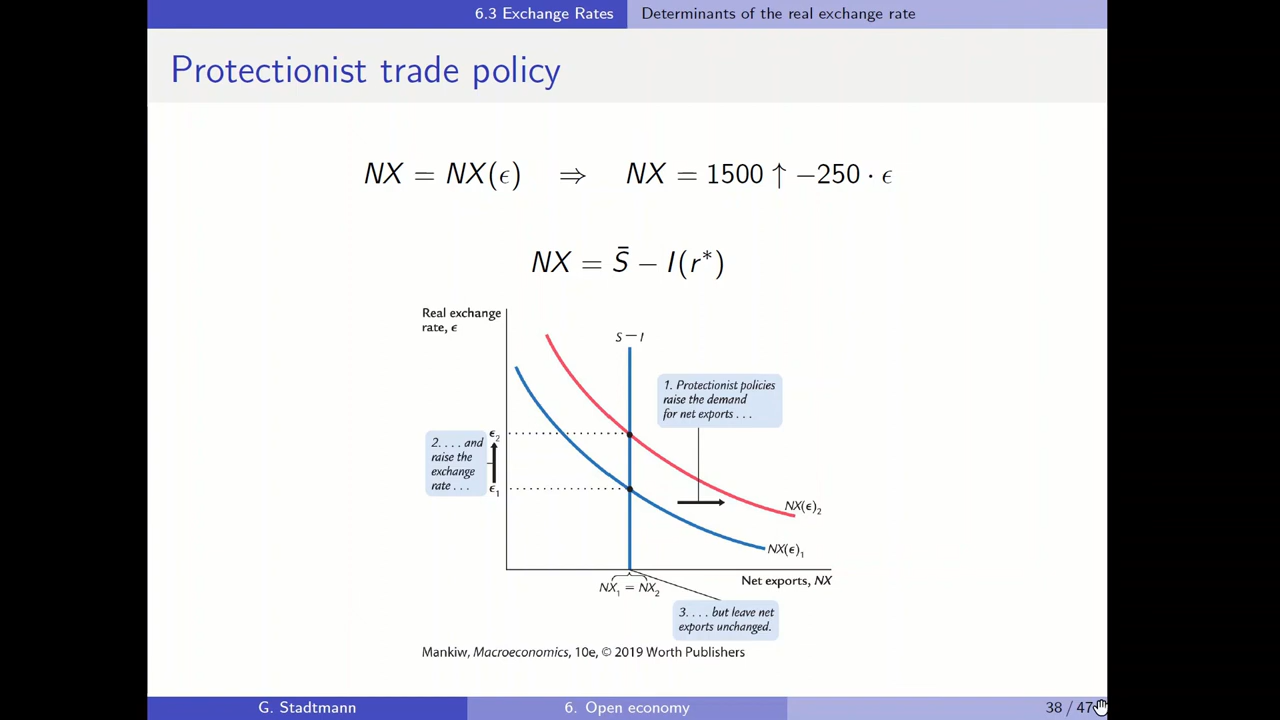 6.3 Exchange Rates Determinants of the real exchange rate
Protectionist trade policy
NX = NX(ϵ) ⇒ NX = 1500 ↑ −250 · ϵ
NX = S̄ − I(r*)
Real exchange
rate, ϵ
S − I
1. Protectionist policies
raise the demand
for net exports . . .
ϵ₂
2. . . . and
raise the
exchange
rate . . .
ϵ₁
NX(ϵ)₂
NX(ϵ)₁
NX₁ = NX₂
Net exports, NX
3. . . . but leave net
exports unchanged.
Mankiw, Macroeconomics, 10e, © 2019 Worth Publishers
G. Stadtmann 6. Open economy 38 / 47